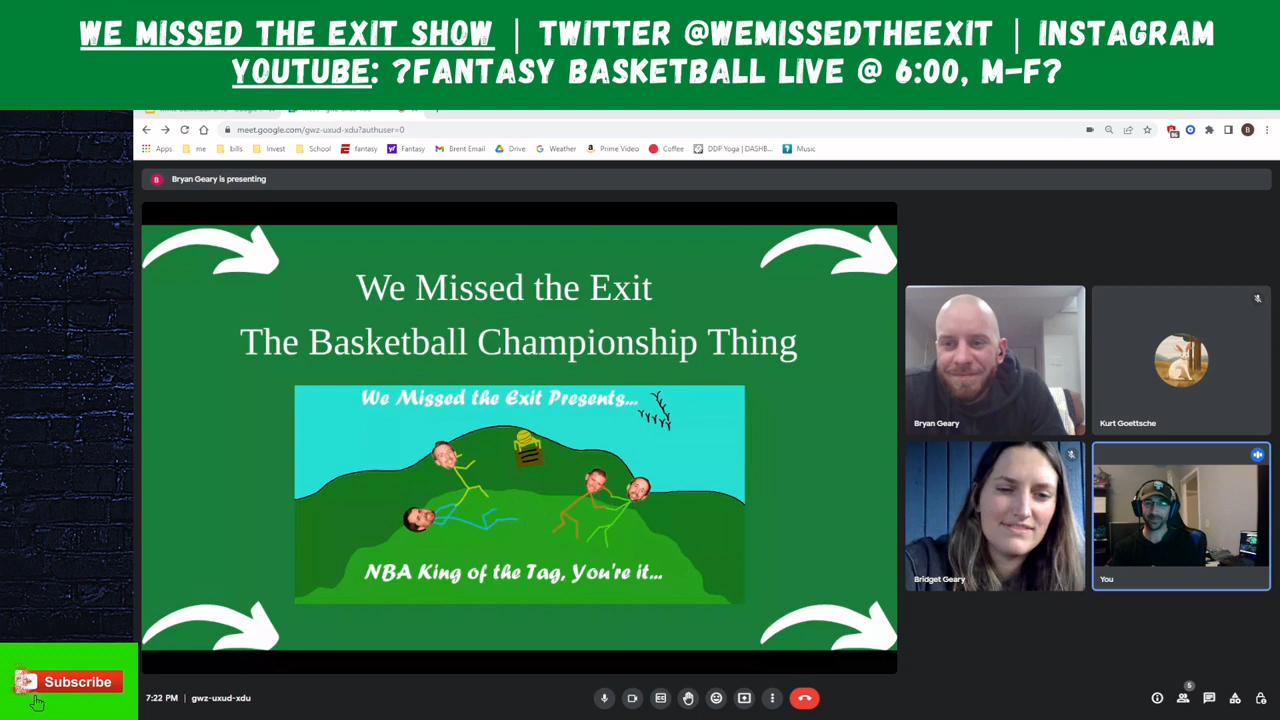 WE MISSED THE EXIT SHOW | TWITTER @WEMISSEDTHEEXIT | INSTAGRAM
YOUTUBE: ?FANTASY BASKETBALL LIVE @ 6:00, M-F?
meet.google.com/gwz-uxud-xdu?authuser=0
B
Apps me bills Invest School fantasy Fantasy Brent Email Drive Weather Prime Video Coffee DDP Yoga | DASHB... Music
B Bryan Geary is presenting
We Missed the Exit
The Basketball Championship Thing
We Missed the Exit Presents...
NBA King of the Tag, You're it...
Bryan Geary
Kurt Goettsche
Bridget Geary
You
Subscribe
7:22 PM | gwz-uxud-xdu
5